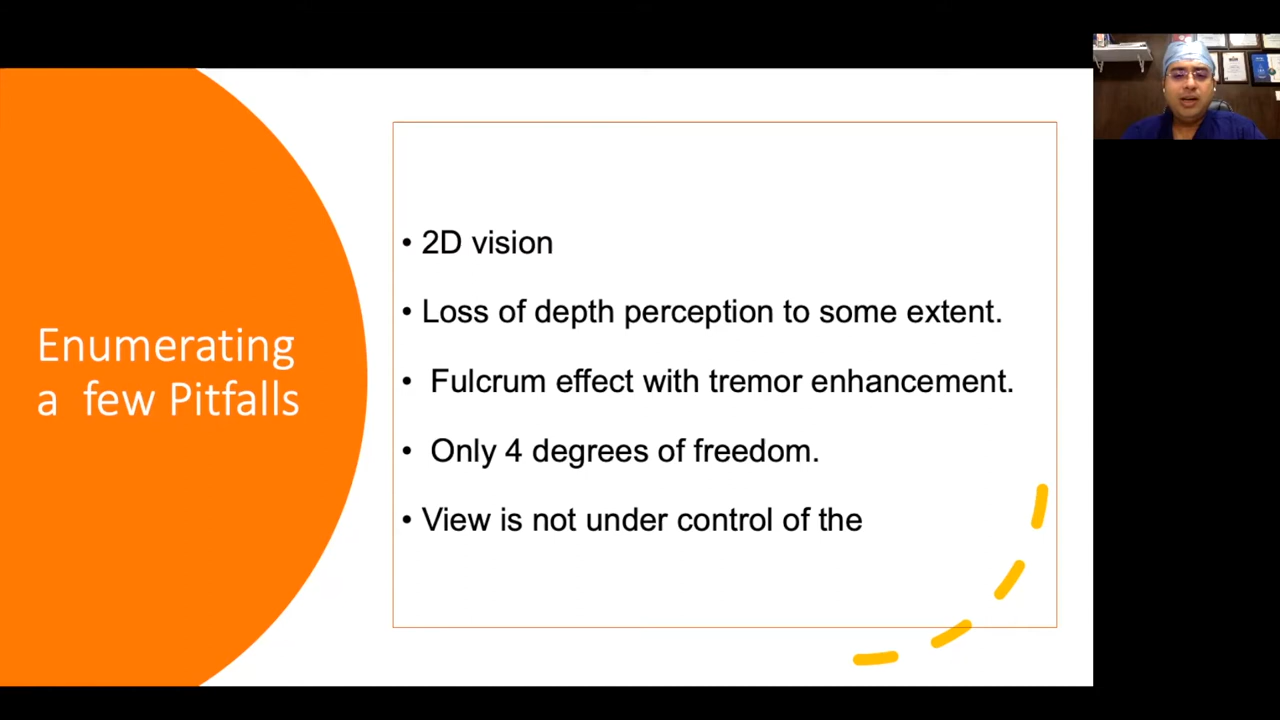 Enumerating
a few Pitfalls
• 2D vision
• Loss of depth perception to some extent.
• Fulcrum effect with tremor enhancement.
• Only 4 degrees of freedom.
• View is not under control of the